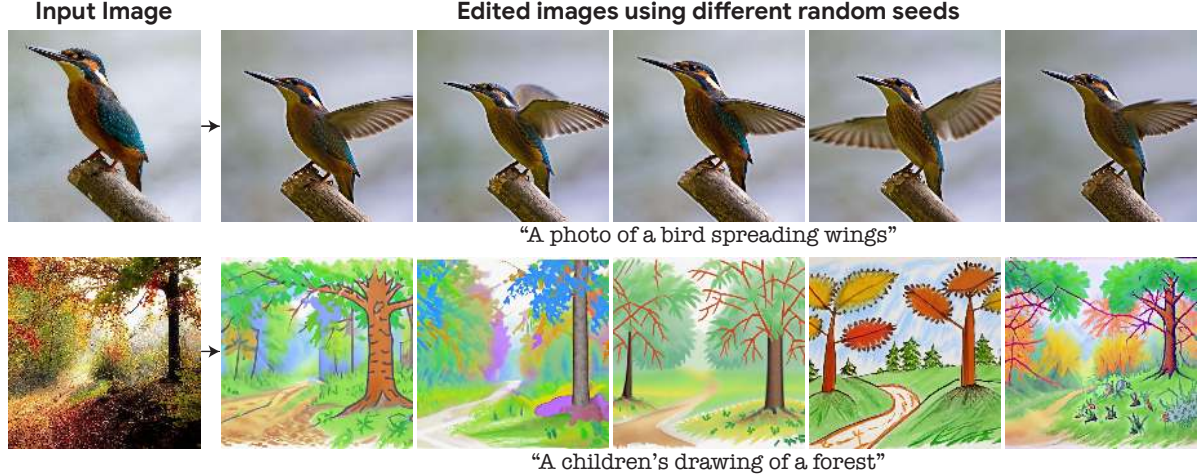 Input Image
Edited images using different random seeds
“A photo of a bird spreading wings”
“A children’s drawing of a forest”